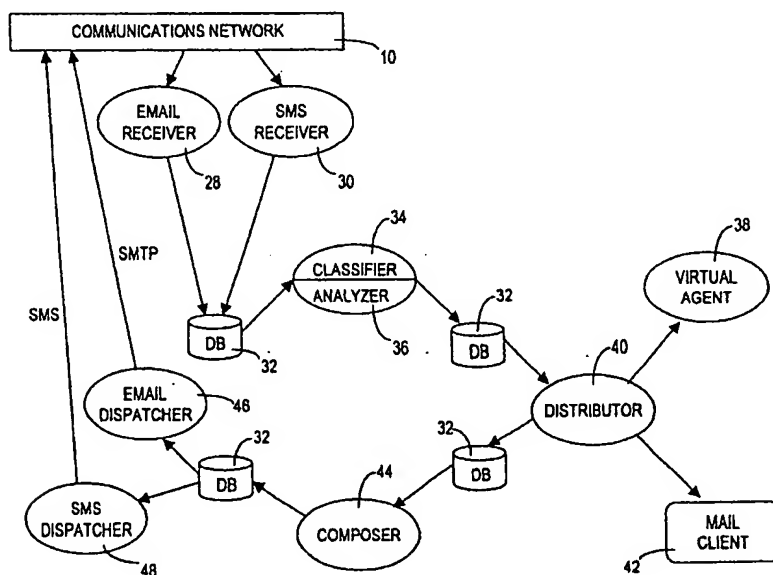 COMMUNICATIONS NETWORK
10
EMAIL
RECEIVER
28
SMS
RECEIVER
30
SMTP
SMS
34
CLASSIFIER
ANALYZER
36
38
VIRTUAL
AGENT
DB
32
32
DB
40
DISTRIBUTOR
EMAIL
DISPATCHER
46
32
DB
32
DB
44
COMPOSER
SMS
DISPATCHER
48
MAIL
CLIENT
42